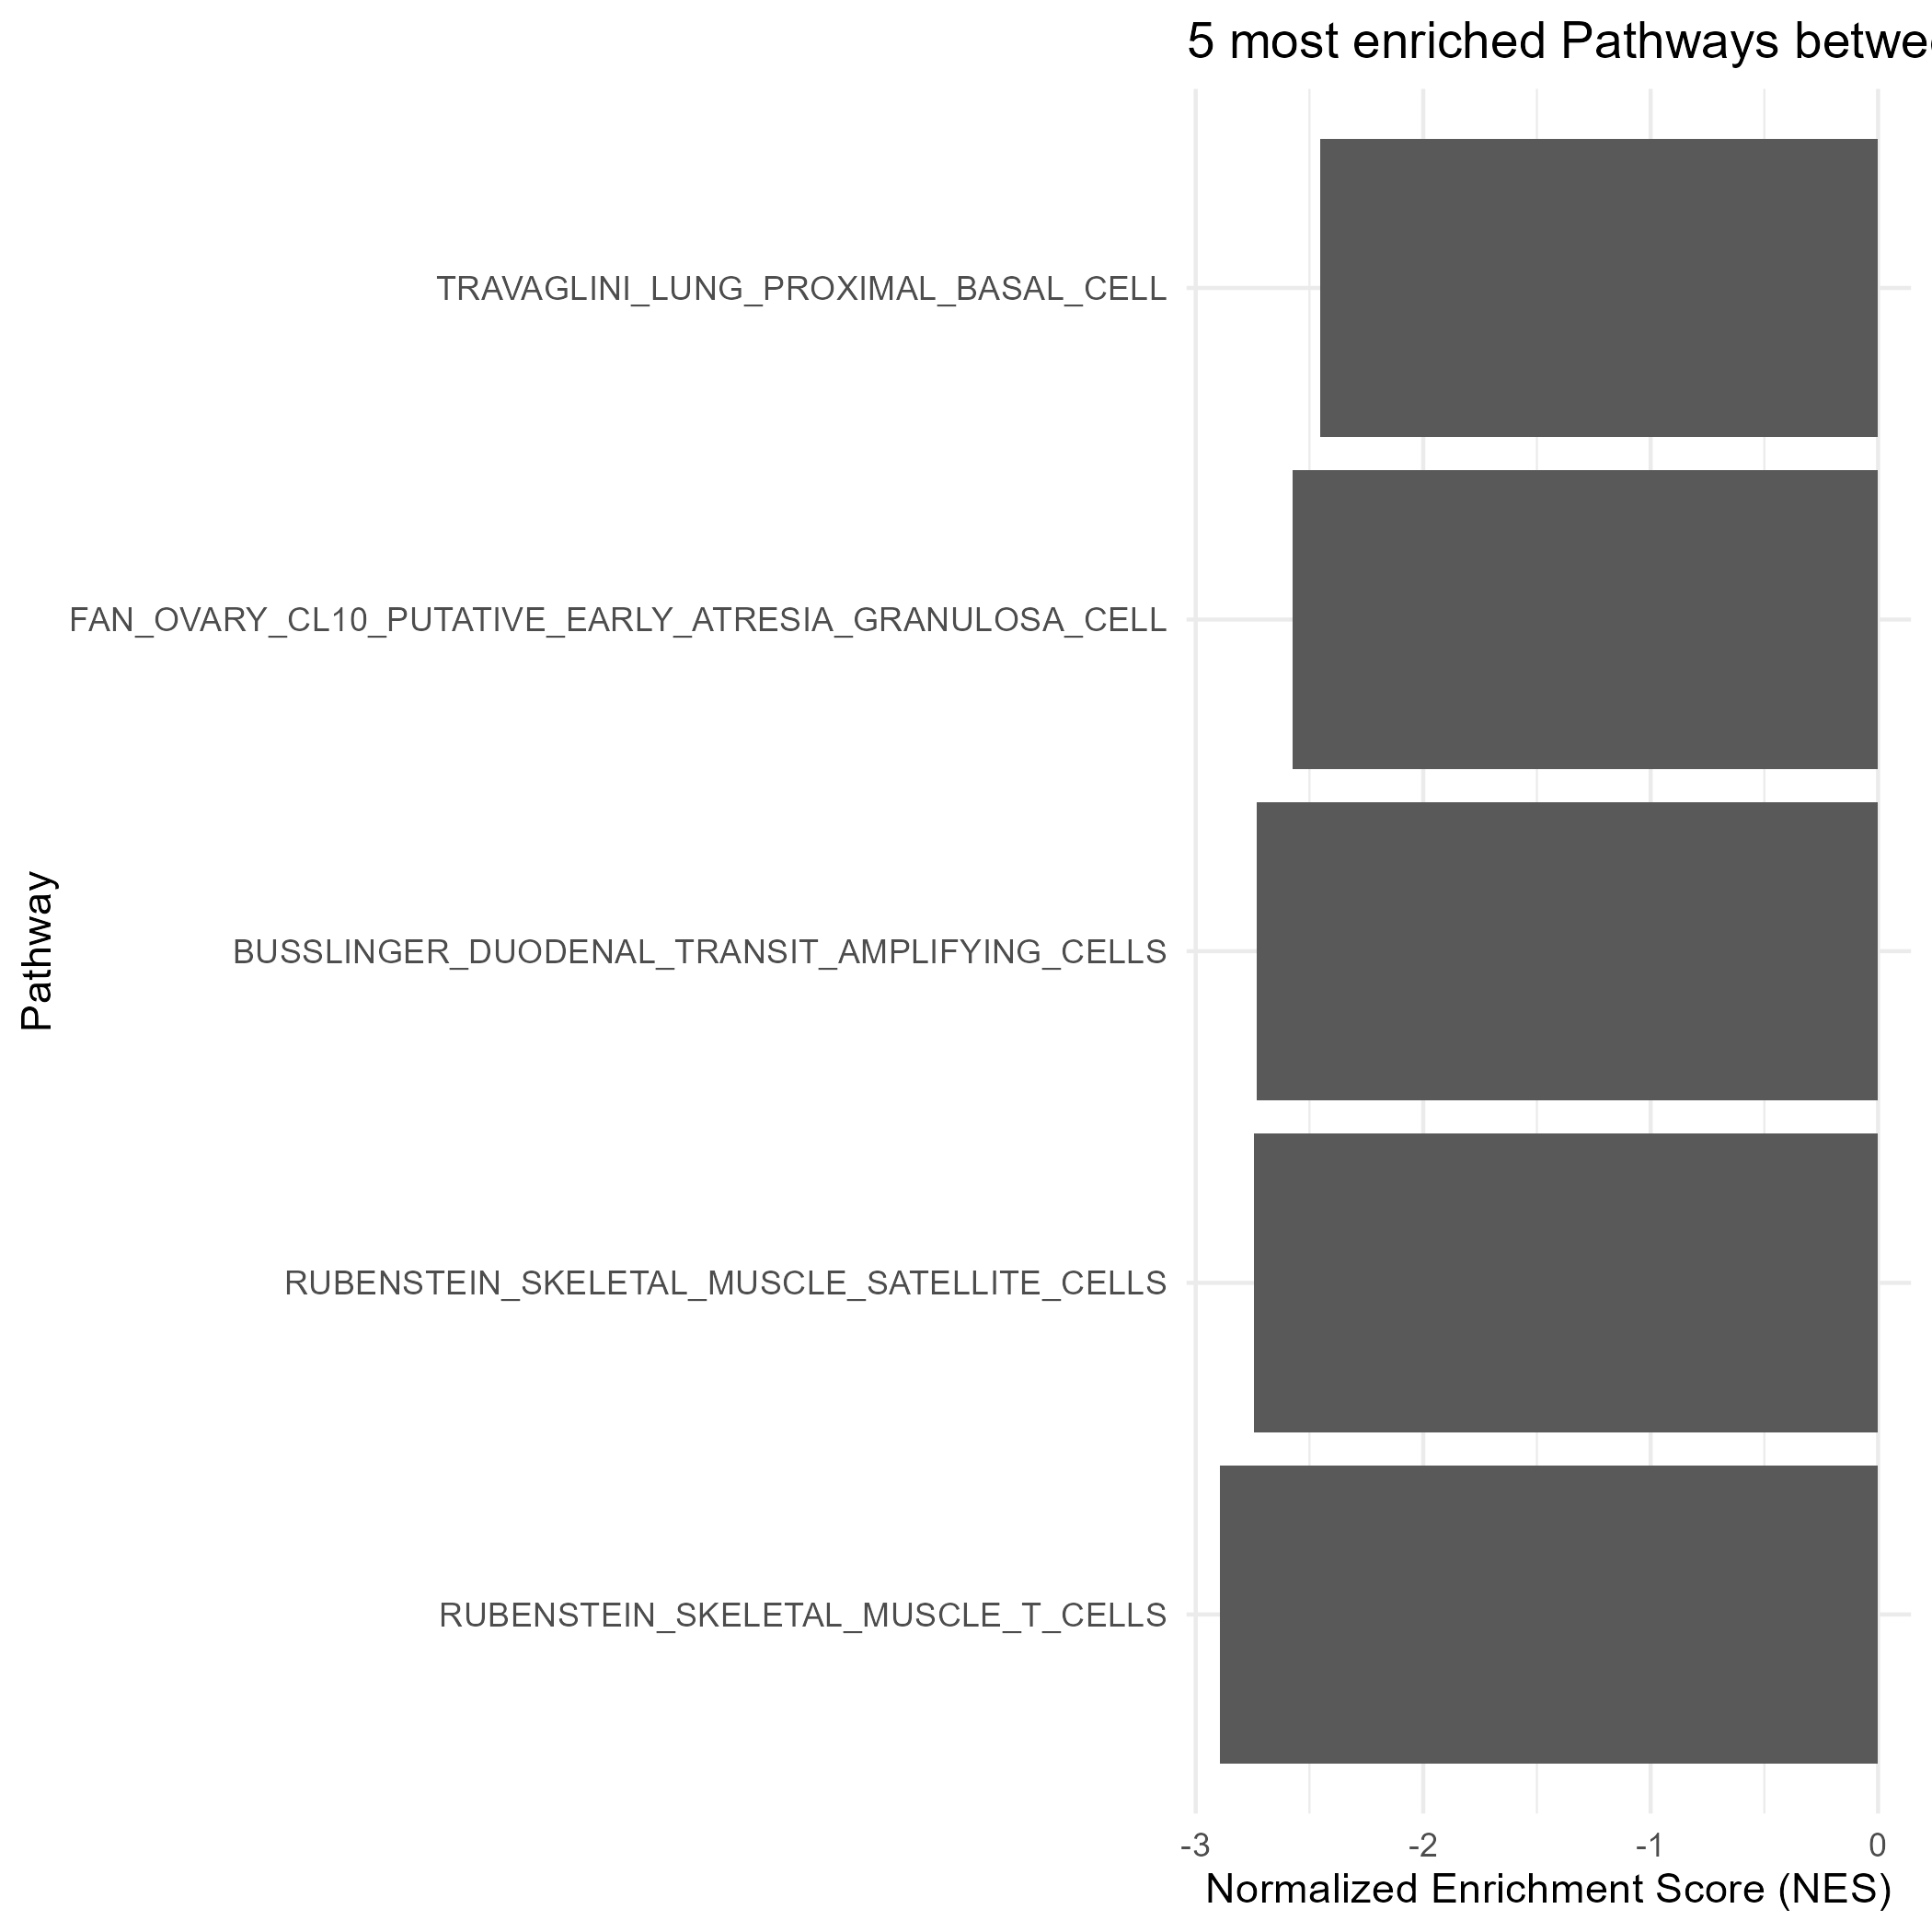 5 most enriched Pathways betwe
TRAVAGLINI_LUNG_PROXIMAL_BASAL_CELL
FAN_OVARY_CL10_PUTATIVE_EARLY_ATRESIA_GRANULOSA_CELL
BUSSLINGER_DUODENAL_TRANSIT_AMPLIFYING_CELLS
RUBENSTEIN_SKELETAL_MUSCLE_SATELLITE_CELLS
RUBENSTEIN_SKELETAL_MUSCLE_T_CELLS
Pathway
-3 -2 -1 0
Normalized Enrichment Score (NES)